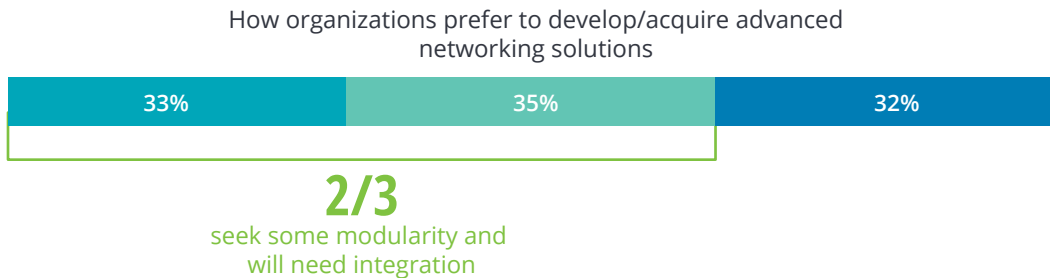 How organizations prefer to develop/acquire advanced
networking solutions
33% 35% 32%
2/3
seek some modularity and
will need integration